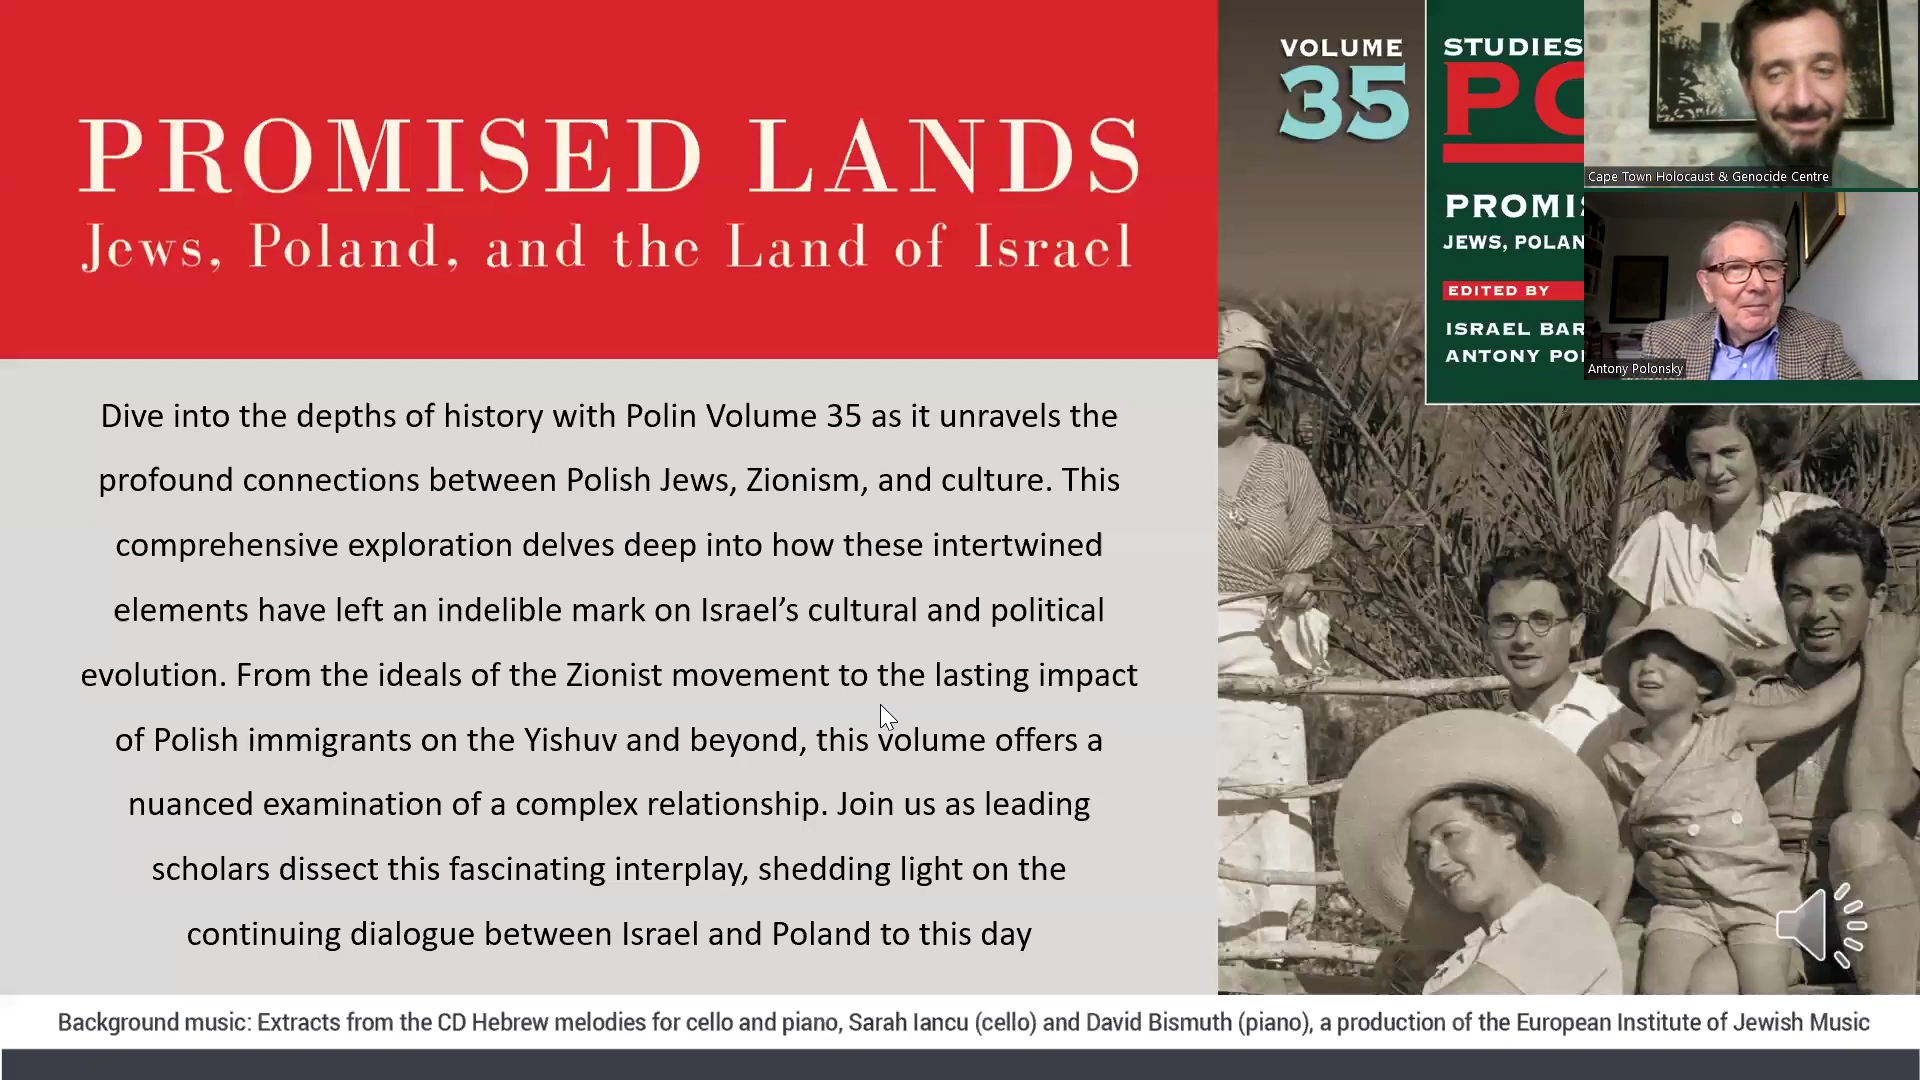 PROMISED LANDS
Jews, Poland, and the Land of Israel
Dive into the depths of history with Polin Volume 35 as it unravels the
profound connections between Polish Jews, Zionism, and culture. This
comprehensive exploration delves deep into how these intertwined
elements have left an indelible mark on Israel’s cultural and political
evolution. From the ideals of the Zionist movement to the lasting impact
of Polish immigrants on the Yishuv and beyond, this volume offers a
nuanced examination of a complex relationship. Join us as leading
scholars dissect this fascinating interplay, shedding light on the
continuing dialogue between Israel and Poland to this day
VOLUME
35
STUDIES
EDITED BY
ISRAEL
ANTONY
JEWS,
Cape Town Holocaust & Genocide Centre
Antony Polonsky
Background music: Extracts from the CD Hebrew melodies for cello and piano, Sarah Iancu (cello) and David Bismuth (piano), a production of the European Institute of Jewish Music